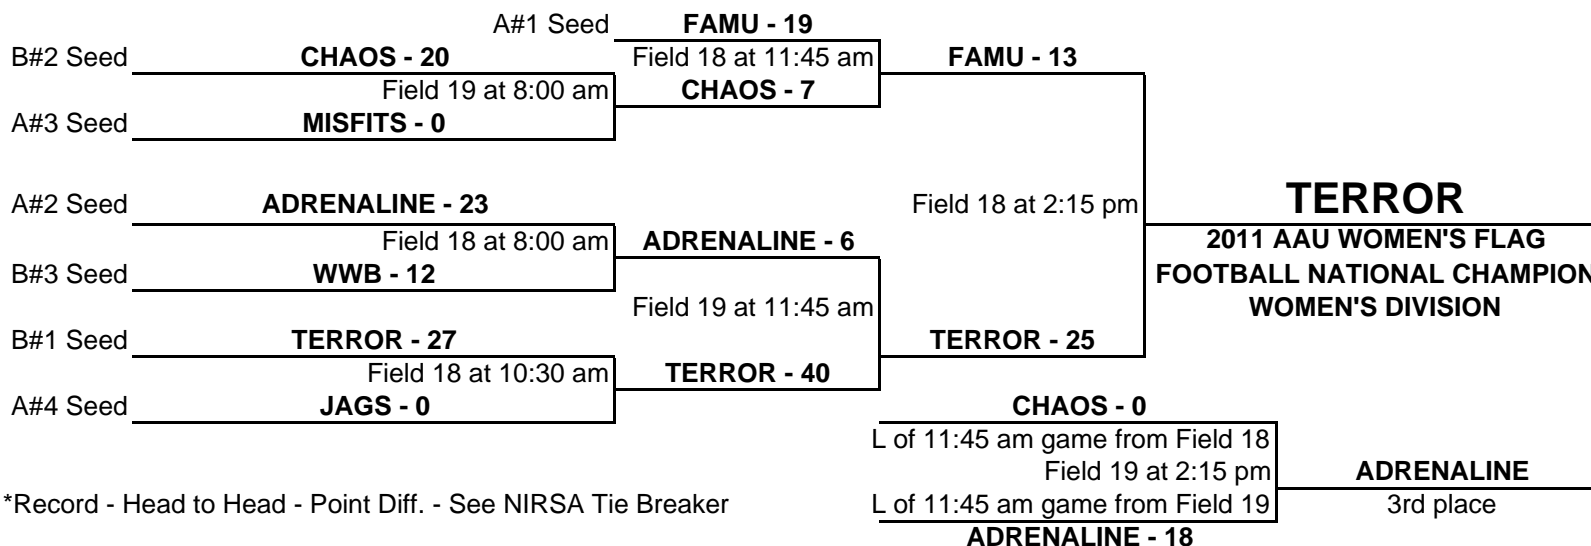 A#1 Seed FAMU - 19
B#2 Seed CHAOS - 20 Field 18 at 11:45 am FAMU - 13
Field 19 at 8:00 am CHAOS - 7
A#3 Seed MISFITS - 0
A#2 Seed ADRENALINE - 23 Field 18 at 2:15 pm TERROR
Field 18 at 8:00 am ADRENALINE - 6 2011 AAU WOMEN'S FLAG
B#3 Seed WWB - 12 FOOTBALL NATIONAL CHAMPION
Field 19 at 11:45 am WOMEN'S DIVISION
B#1 Seed TERROR - 27 TERROR - 25
Field 18 at 10:30 am TERROR - 40
A#4 Seed JAGS - 0 CHAOS - 0
L of 11:45 am game from Field 18
Field 19 at 2:15 pm ADRENALINE
*Record - Head to Head - Point Diff. - See NIRSA Tie Breaker L of 11:45 am game from Field 19 3rd place
ADRENALINE - 18